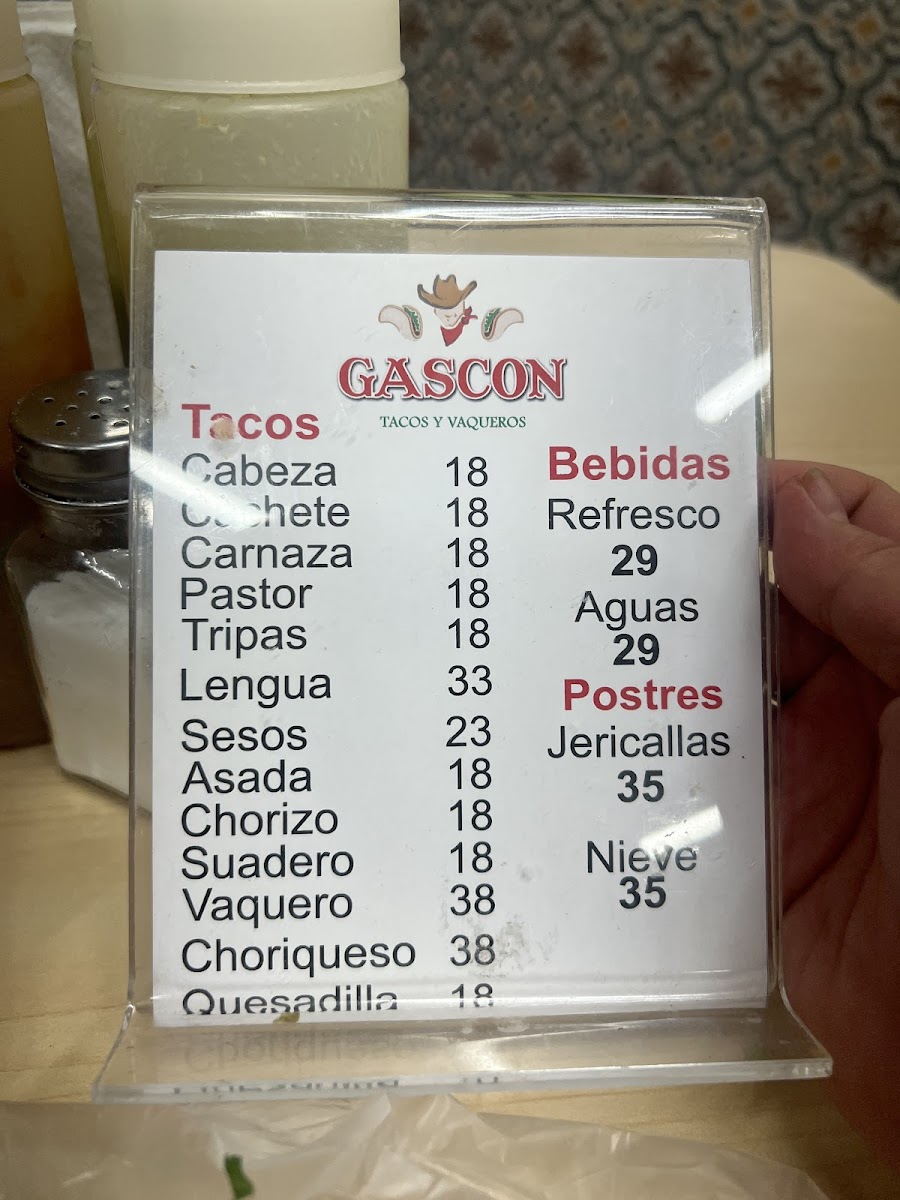 GASCON
TACOS Y VAQUEROS
Tacos
Cabeza 18
Cachete 18
Carnaza 18
Pastor 18
Tripas 18
Lengua 33
Sesos 23
Asada 18
Chorizo 18
Suadero 18
Vaquero 38
Choriqueso 38
Quesadilla 18
Bebidas
Refresco
29
Aguas
29
Postres
Jericallas
35
Nieve
35